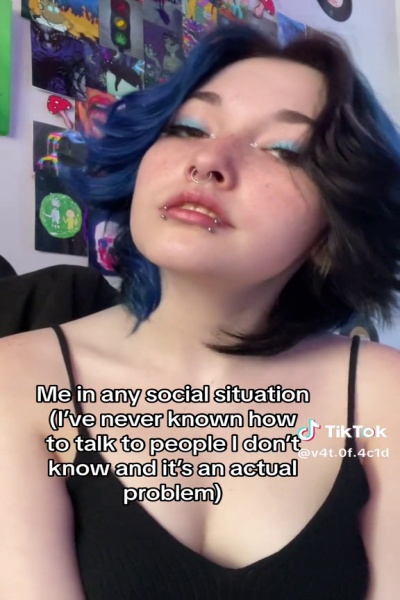 Me in any social situation
(I've never known how
to talk to people I don't
know and it's an actual
problem)
TikTok
@v4t.0f.4c1d